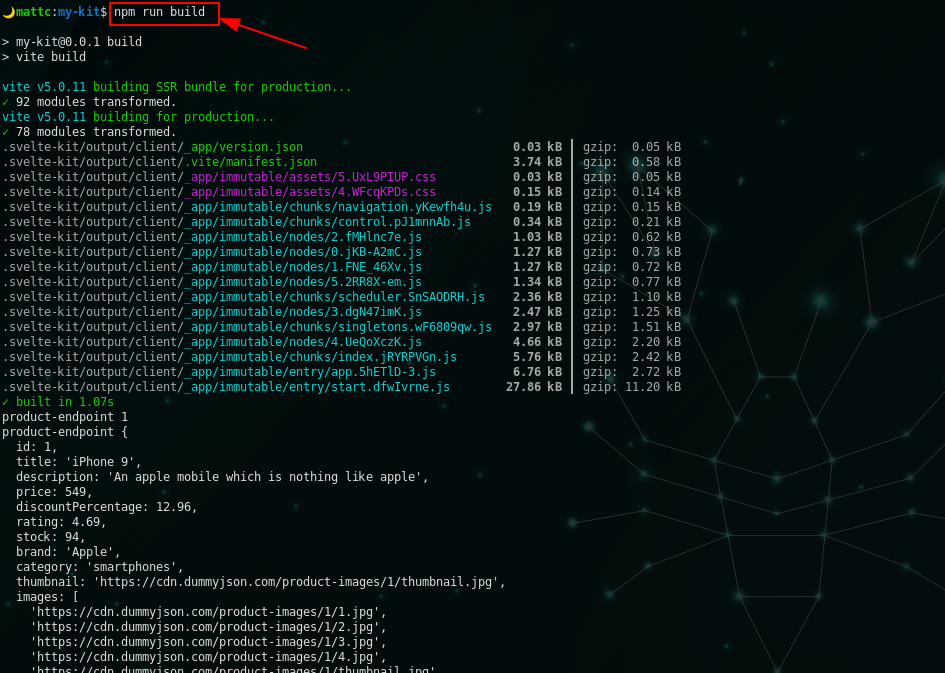 🌙mattc:my-kit$ npm run build
> my-kit@0.0.1 build
> vite build
vite v5.0.11 building SSR bundle for production...
✓ 92 modules transformed.
vite v5.0.11 building for production...
✓ 78 modules transformed.
.svelte-kit/output/client/_app/version.json 0.03 kB │ gzip: 0.05 kB
.svelte-kit/output/client/.vite/manifest.json 3.74 kB │ gzip: 0.58 kB
.svelte-kit/output/client/_app/immutable/assets/5.UxL9PIUP.css 0.03 kB │ gzip: 0.05 kB
.svelte-kit/output/client/_app/immutable/assets/4.WFcqKPDs.css 0.15 kB │ gzip: 0.14 kB
.svelte-kit/output/client/_app/immutable/chunks/navigation.yKewfh4u.js 0.19 kB │ gzip: 0.15 kB
.svelte-kit/output/client/_app/immutable/chunks/control.pJ1mnnAb.js 0.34 kB │ gzip: 0.21 kB
.svelte-kit/output/client/_app/immutable/nodes/2.fMHlnc7e.js 1.03 kB │ gzip: 0.62 kB
.svelte-kit/output/client/_app/immutable/nodes/0.jKB-A2mC.js 1.27 kB │ gzip: 0.73 kB
.svelte-kit/output/client/_app/immutable/nodes/1.FNE_46Xv.js 1.27 kB │ gzip: 0.72 kB
.svelte-kit/output/client/_app/immutable/nodes/5.2RR8X-em.js 1.34 kB │ gzip: 0.77 kB
.svelte-kit/output/client/_app/immutable/chunks/scheduler.SnSAODRH.js 2.36 kB │ gzip: 1.10 kB
.svelte-kit/output/client/_app/immutable/nodes/3.dgN47imK.js 2.47 kB │ gzip: 1.25 kB
.svelte-kit/output/client/_app/immutable/chunks/singletons.wF6809qw.js 2.97 kB │ gzip: 1.51 kB
.svelte-kit/output/client/_app/immutable/nodes/4.UeQoXczK.js 4.66 kB │ gzip: 2.20 kB
.svelte-kit/output/client/_app/immutable/chunks/index.jRYRPVGn.js 5.76 kB │ gzip: 2.42 kB
.svelte-kit/output/client/_app/immutable/entry/app.5hETlD-3.js 6.76 kB │ gzip: 2.72 kB
.svelte-kit/output/client/_app/immutable/entry/start.dfwIvrne.js 27.86 kB │ gzip: 11.20 kB
✓ built in 1.07s
product-endpoint 1
product-endpoint {
  id: 1,
  title: 'iPhone 9',
  description: 'An apple mobile which is nothing like apple',
  price: 549,
  discountPercentage: 12.96,
  rating: 4.69,
  stock: 94,
  brand: 'Apple',
  category: 'smartphones',
  thumbnail: 'https://cdn.dummyjson.com/product-images/1/thumbnail.jpg',
  images: [
    'https://cdn.dummyjson.com/product-images/1/1.jpg',
    'https://cdn.dummyjson.com/product-images/1/2.jpg',
    'https://cdn.dummyjson.com/product-images/1/3.jpg',
    'https://cdn.dummyjson.com/product-images/1/4.jpg',
    'https://cdn.dummyjson.com/product-images/1/thumbnail.jpg'